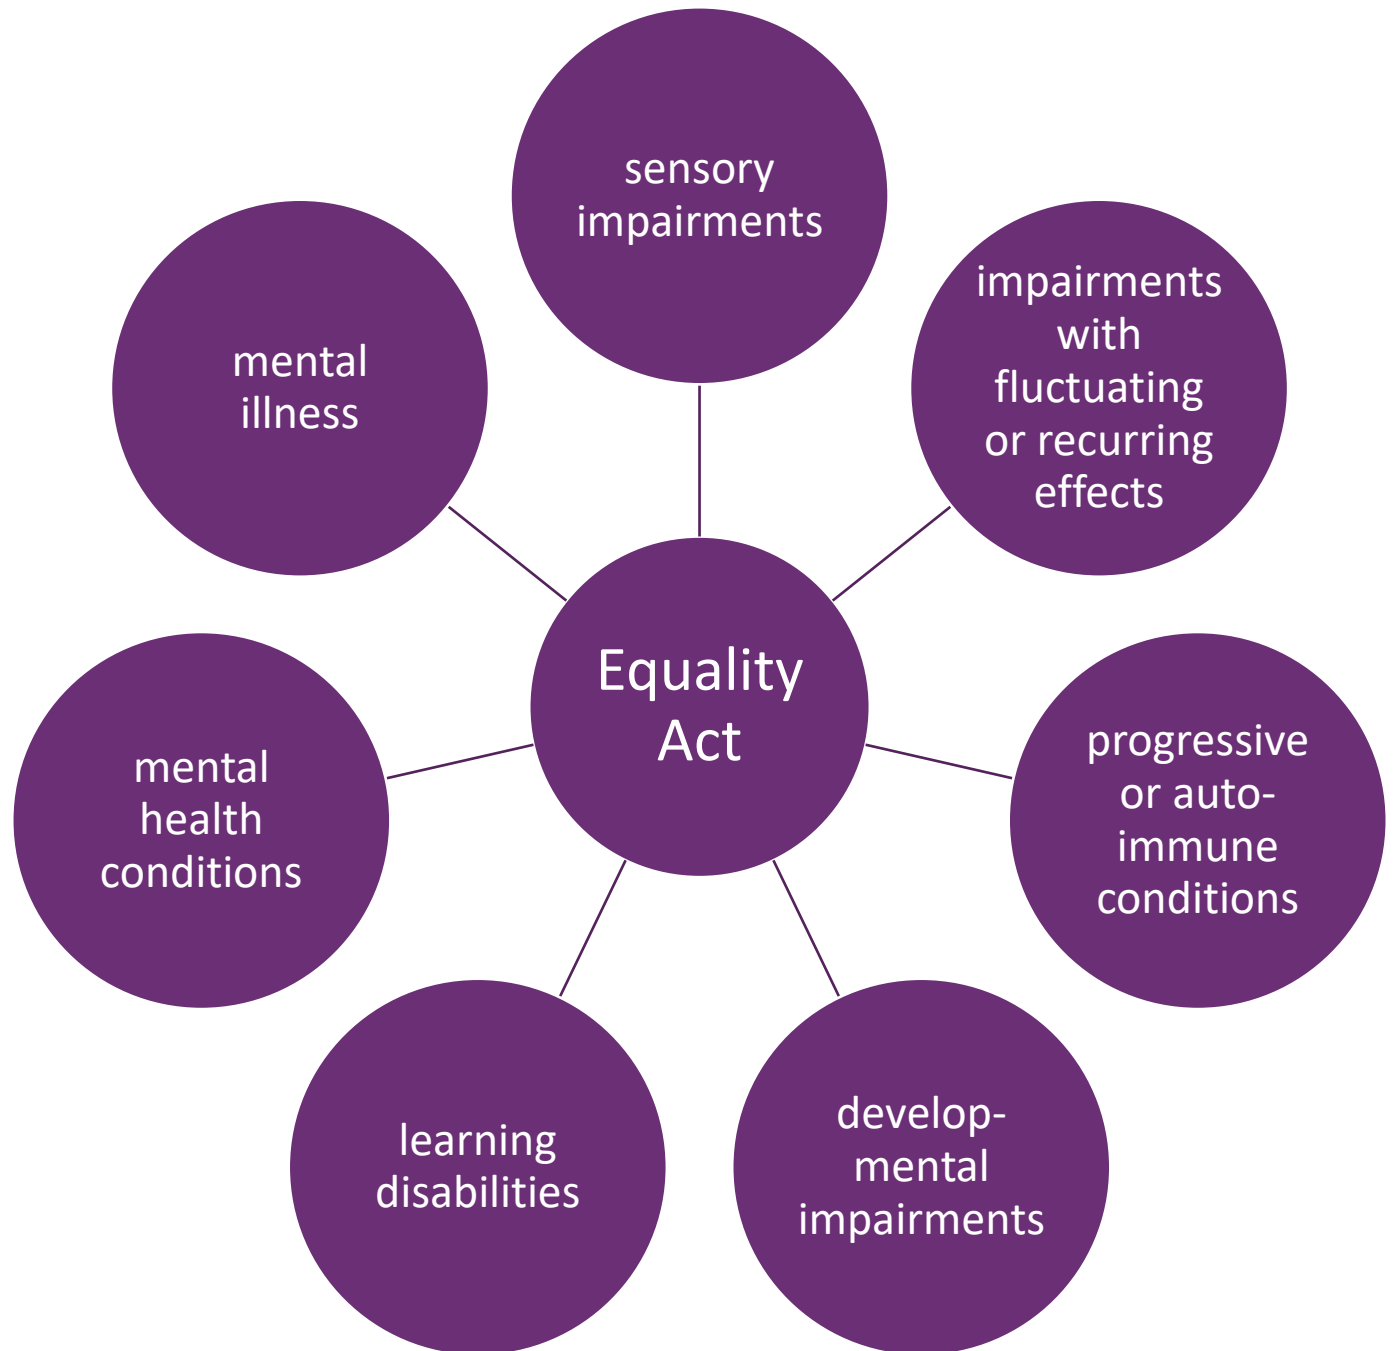 sensory
impairments
impairments
with
fluctuating
or recurring
effects
progressive
or auto-
immune
conditions
develop-
mental
impairments
learning
disabilities
mental
health
conditions
mental
illness
Equality
Act